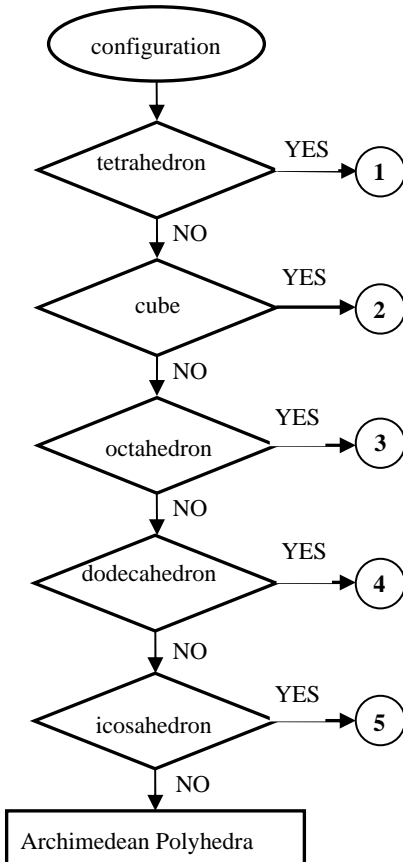 configuration
tetrahedron
YES
1
NO
cube
YES
2
NO
octahedron
YES
3
NO
dodecahedron
YES
4
NO
icosahedron
YES
5
NO
Archimedean Polyhedra